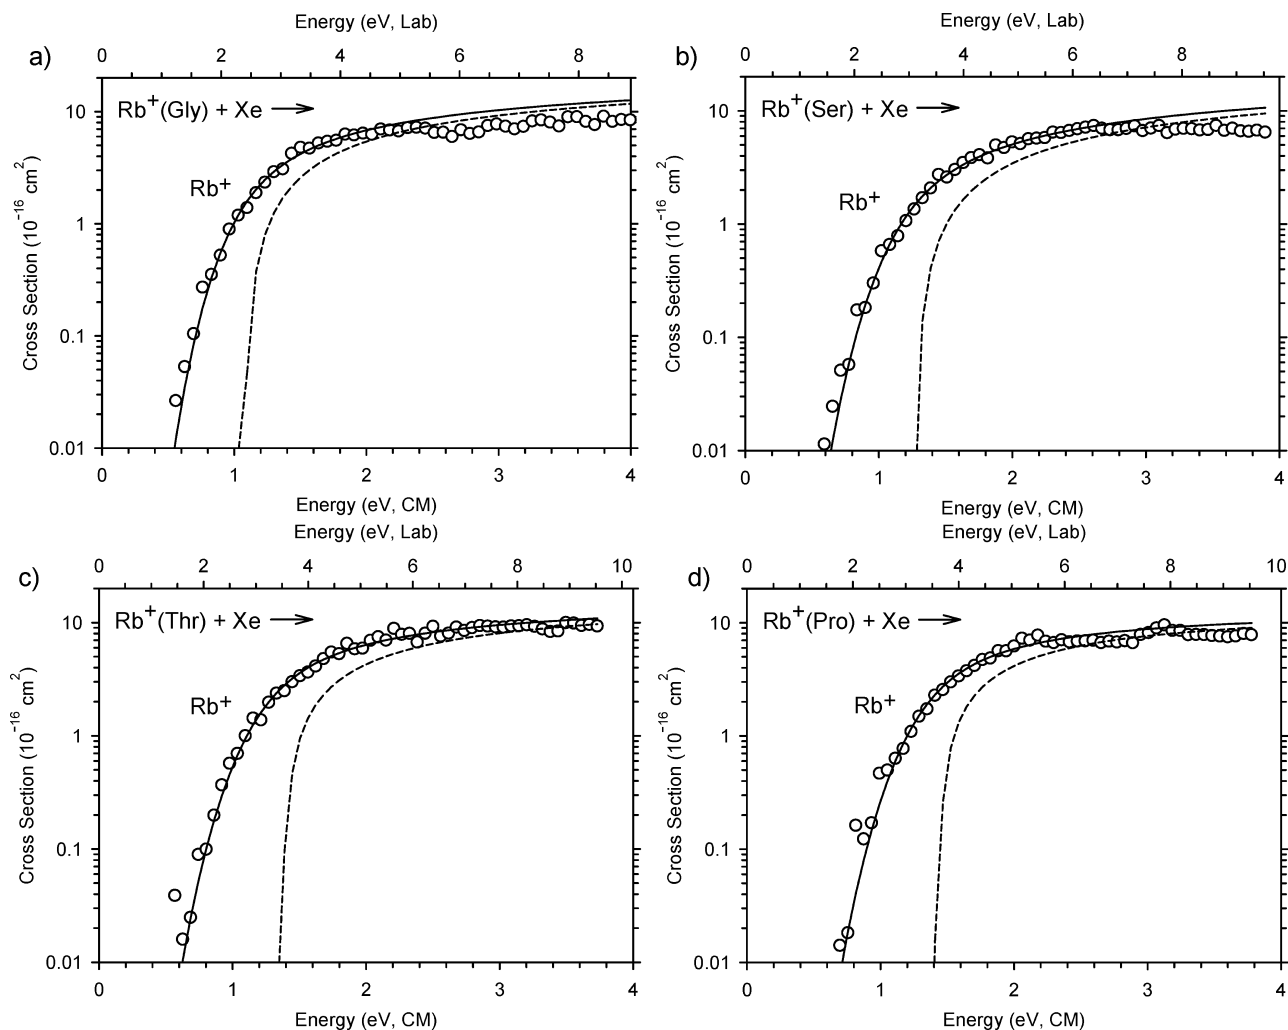 Energy (eV, Lab)
a)
0 2 4 6 8
Rb⁺(Gly) + Xe
Rb⁺
Cross Section (10⁻¹⁶ cm²)
10
1
0.1
0.01
0 1 2 3 4
Energy (eV, CM)
Energy (eV, Lab)
b)
0 2 4 6 8
Rb⁺(Ser) + Xe
Rb⁺
Cross Section (10⁻¹⁶ cm²)
10
1
0.1
0.01
0 1 2 3 4
Energy (eV, CM)
Energy (eV, Lab)
c)
0 2 4 6 8 10
Rb⁺(Thr) + Xe
Rb⁺
Cross Section (10⁻¹⁶ cm²)
10
1
0.1
0.01
0 1 2 3 4
Energy (eV, CM)
Energy (eV, Lab)
d)
0 2 4 6 8 10
Rb⁺(Pro) + Xe
Rb⁺
Cross Section (10⁻¹⁶ cm²)
10
1
0.1
0.01
0 1 2 3 4
Energy (eV, CM)